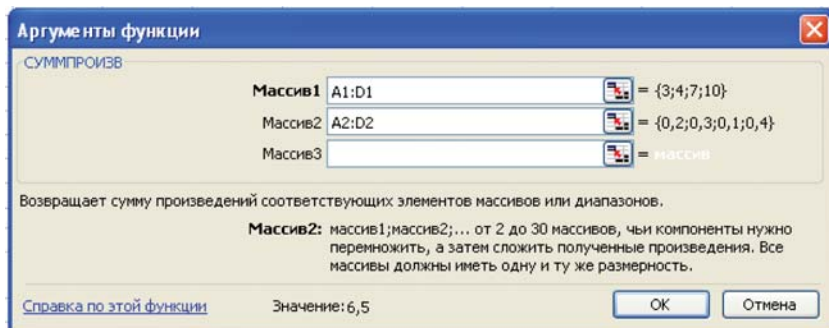 Аргументы функции
СУММПРОИЗВ
Массив1 A1:D1 = {3;4;7;10}
Массив2 A2:D2 = {0,2;0,3;0,1;0,4}
Массив3 = массив
Возвращает сумму произведений соответствующих элементов массивов или диапазонов.
Массив2: массив1;массив2;... от 2 до 30 массивов, чьи компоненты нужно
перемножить, а затем сложить полученные произведения. Все
массивы должны иметь одну и ту же размерность.
Справка по этой функции Значение:6,5 ОК Отмена